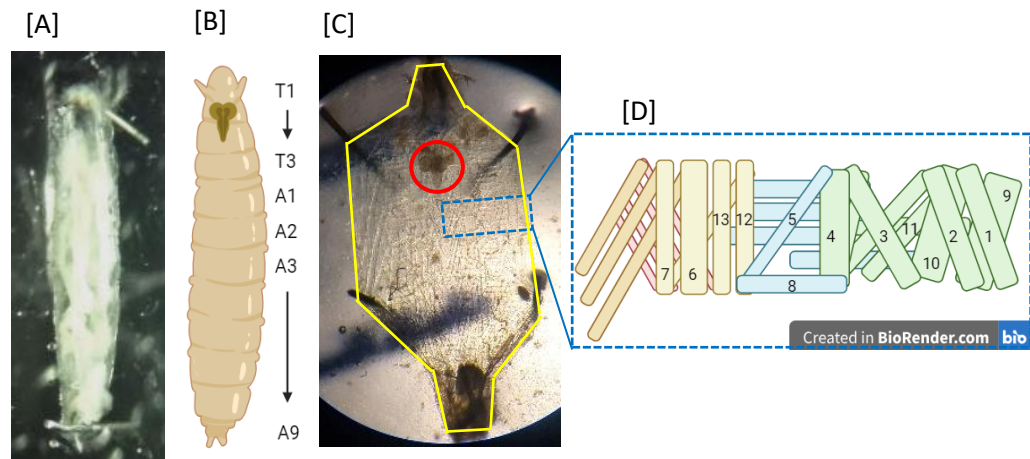 [A]
[B]
[C]
[D]
T1
T3
A1
A2
A3
A9
7
6
13
12
5
8
4
3
11
10
2
1
9
Created in BioRender.com bio